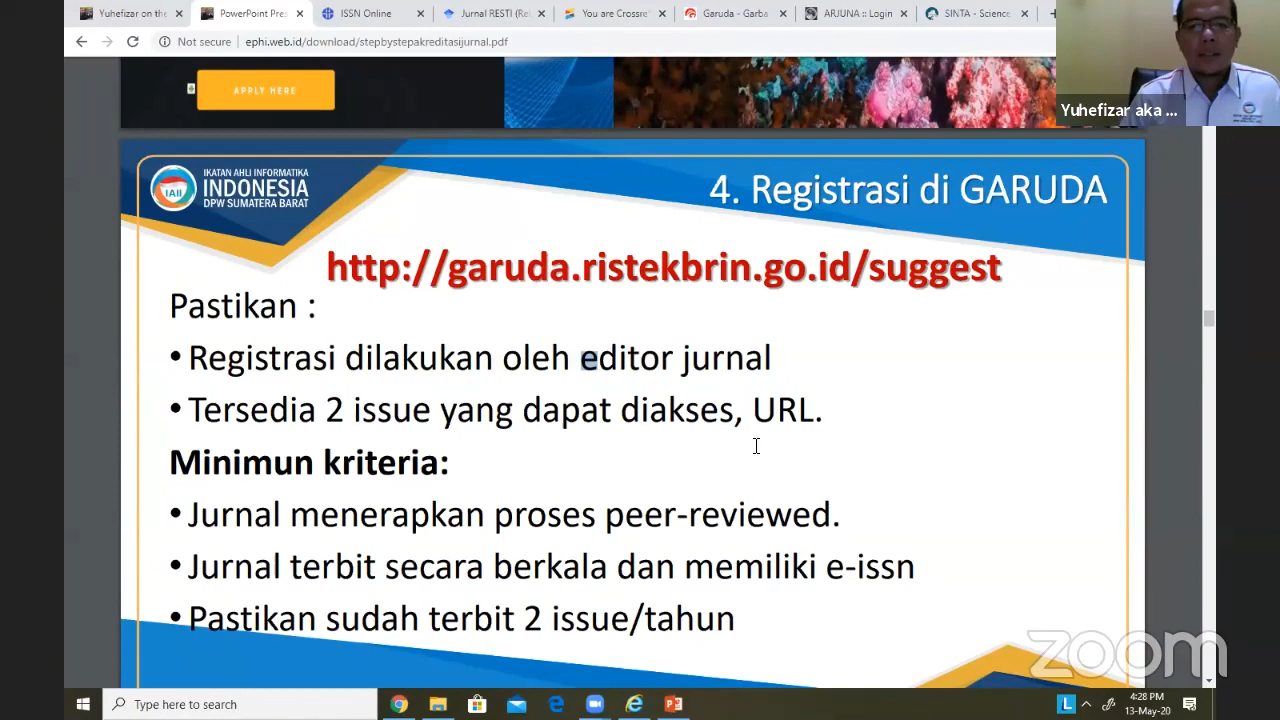 Yuhefizar on the
PowerPoint Pres
ISSN Online
Jurnal RESTI (Re
You are Crossre
Garuda - Garba
ARJUNA :: Login
SINTA - Science
Not secure
ephi.web.id/download/stepbystepakreditasijurnal.pdf
APPLY HERE
Yuhefizar aka ...
IKATAN AHLI INFORMATIKA
INDONESIA
DPW SUMATERA BARAT
IAII
4. Registrasi di GARUDA
http://garuda.ristekbrin.go.id/suggest
Pastikan :
•Registrasi dilakukan oleh editor jurnal
•Tersedia 2 issue yang dapat diakses, URL.
Minimun kriteria:
•Jurnal menerapkan proses peer-reviewed.
•Jurnal terbit secara berkala dan memiliki e-issn
•Pastikan sudah terbit 2 issue/tahun
zoom
Type here to search
L
4:28 PM
13-May-20